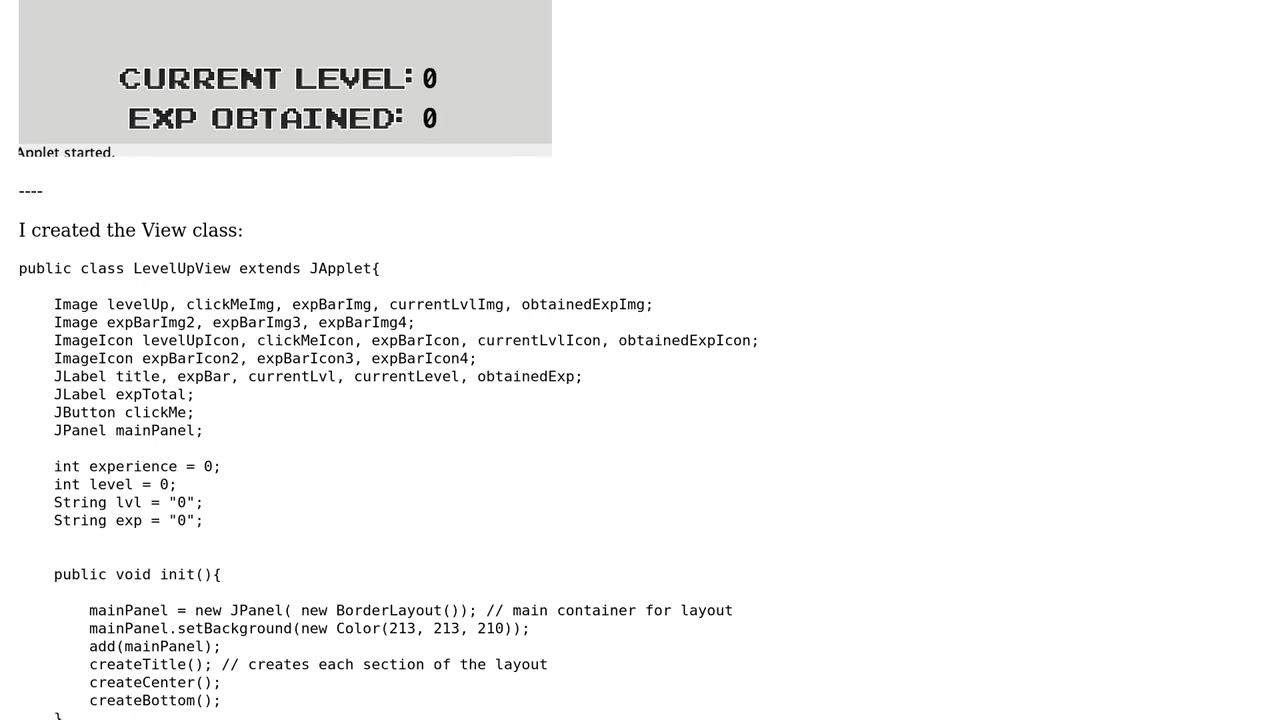 CURRENT LEVEL: 0
EXP OBTAINED: 0
Applet started.
----
I created the View class:
public class LevelUpView extends JApplet{
    Image levelUp, clickMeImg, expBarImg, currentLvlImg, obtainedExpImg;
    Image expBarImg2, expBarImg3, expBarImg4;
    ImageIcon levelUpIcon, clickMeIcon, expBarIcon, currentLvlIcon, obtainedExpIcon;
    ImageIcon expBarIcon2, expBarIcon3, expBarIcon4;
    JLabel title, expBar, currentLvl, currentLevel, obtainedExp;
    JLabel expTotal;
    JButton clickMe;
    JPanel mainPanel;
    int experience = 0;
    int level = 0;
    String lvl = "0";
    String exp = "0";
    public void init(){
        mainPanel = new JPanel( new BorderLayout()); // main container for layout
        mainPanel.setBackground(new Color(213, 213, 210));
        add(mainPanel);
        createTitle(); // creates each section of the layout
        createCenter();
        createBottom();
    }